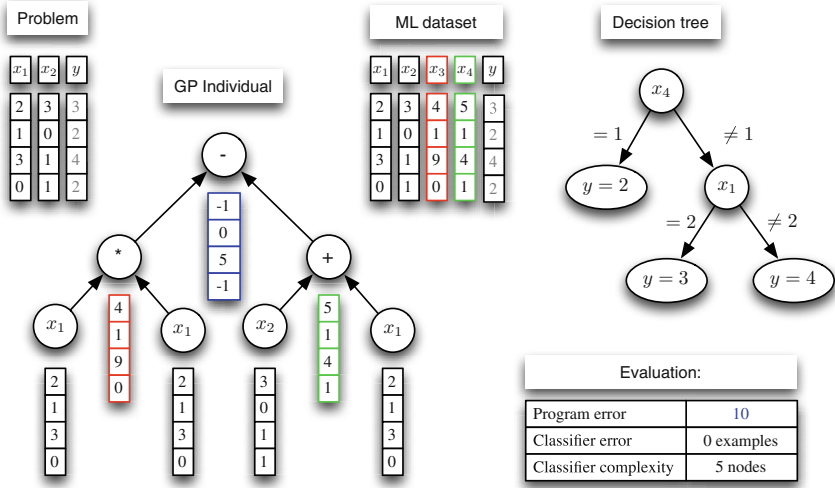 Problem
x1 x2 y
2 3 3
1 0 2
3 1 4
0 1 2
GP Individual
-
-1
0
5
-1
*
+
x1
4
1
9
0
x1
x2
5
1
4
1
x1
2
1
3
0
2
1
3
0
3
0
1
1
2
1
3
0
ML dataset
x1 x2 x3 x4 y
2 3 4 5 3
1 0 1 1 2
3 1 9 4 4
0 1 0 1 2
Decision tree
x4
= 1
≠ 1
y = 2
x1
= 2
≠ 2
y = 3
y = 4
Evaluation:
Program error 10
Classifier error 0 examples
Classifier complexity 5 nodes